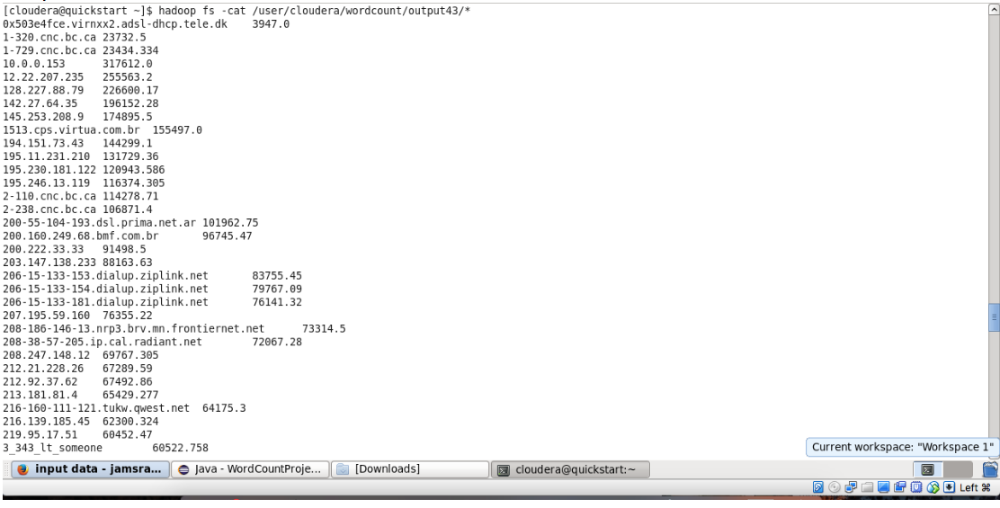 [cloudera@quickstart ~]$ hadoop fs -cat /user/cloudera/wordcount/output43/*
0x503e4fce.virnxx2.adsl-dhcp.tele.dk 3947.0
1-320.cnc.bc.ca 23732.5
1-729.cnc.bc.ca 23434.334
10.0.0.153 317612.0
12.22.207.235 255563.2
128.227.88.79 226600.17
142.27.64.35 196152.28
145.253.208.9 174895.5
1513.cps.virtua.com.br 155497.0
194.151.73.43 144299.1
195.11.231.210 131729.36
195.230.181.122 120943.586
195.246.13.119 116374.305
2-110.cnc.bc.ca 114278.71
2-238.cnc.bc.ca 106871.4
200-55-104-193.dsl.prima.net.ar 101962.75
200.160.249.68.bmf.com.br 96745.47
200.222.33.33 91498.5
203.147.138.233 88163.63
206-15-133-153.dialup.ziplink.net 83755.45
206-15-133-154.dialup.ziplink.net 79767.09
206-15-133-181.dialup.ziplink.net 76141.32
207.195.59.160 76355.22
208-186-146-13.nrp3.brv.mn.frontiernet.net 73314.5
208-38-57-205.ip.cal.radiant.net 72067.28
208.247.148.12 69767.305
212.21.228.26 67289.59
212.92.37.62 67492.86
213.181.81.4 65429.277
216-160-111-121.tukw.qwest.net 64175.3
216.139.185.45 62300.324
219.95.17.51 60452.47
3_343_lt_someone 60522.758
Current workspace: "Workspace 1"
input data - jamsra... Java - WordCountProje... [Downloads] cloudera@quickstart:~
Left ⌘